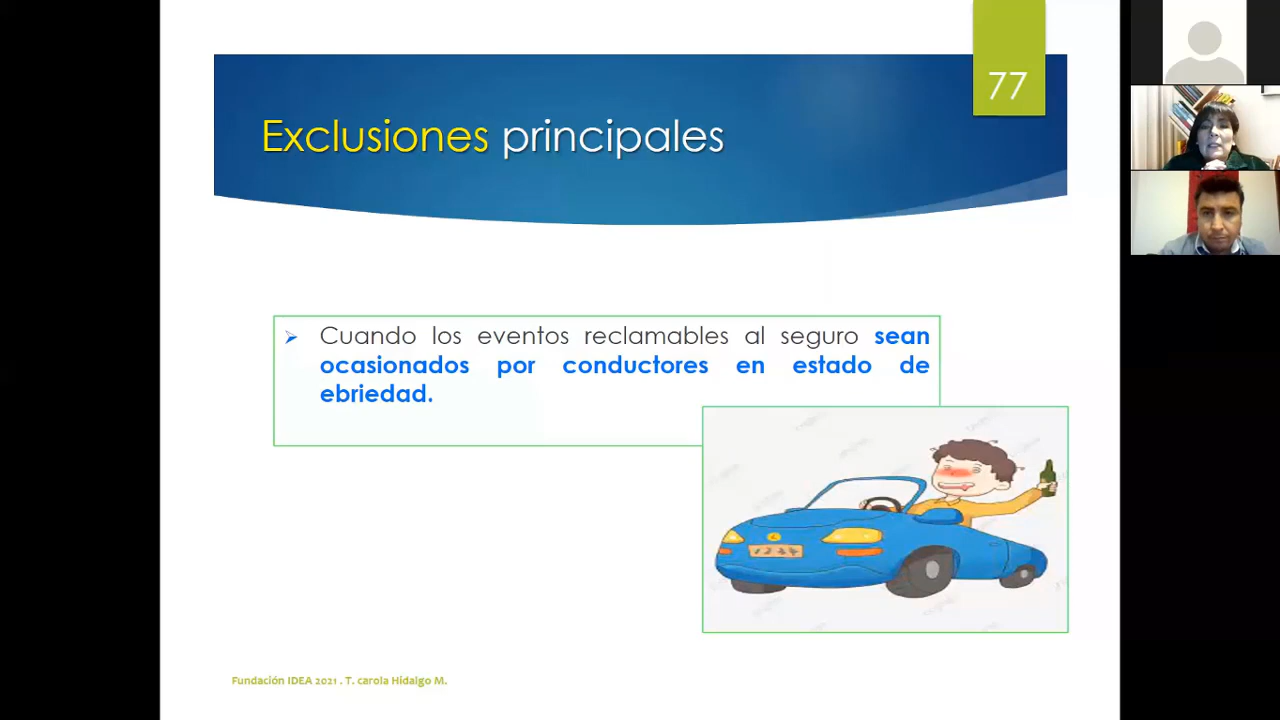 77
Exclusiones principales
Cuando los eventos reclamables al seguro sean
ocasionados por conductores en estado de
ebriedad.
1234
Fundación IDEA 2021 . T. carola Hidalgo M.